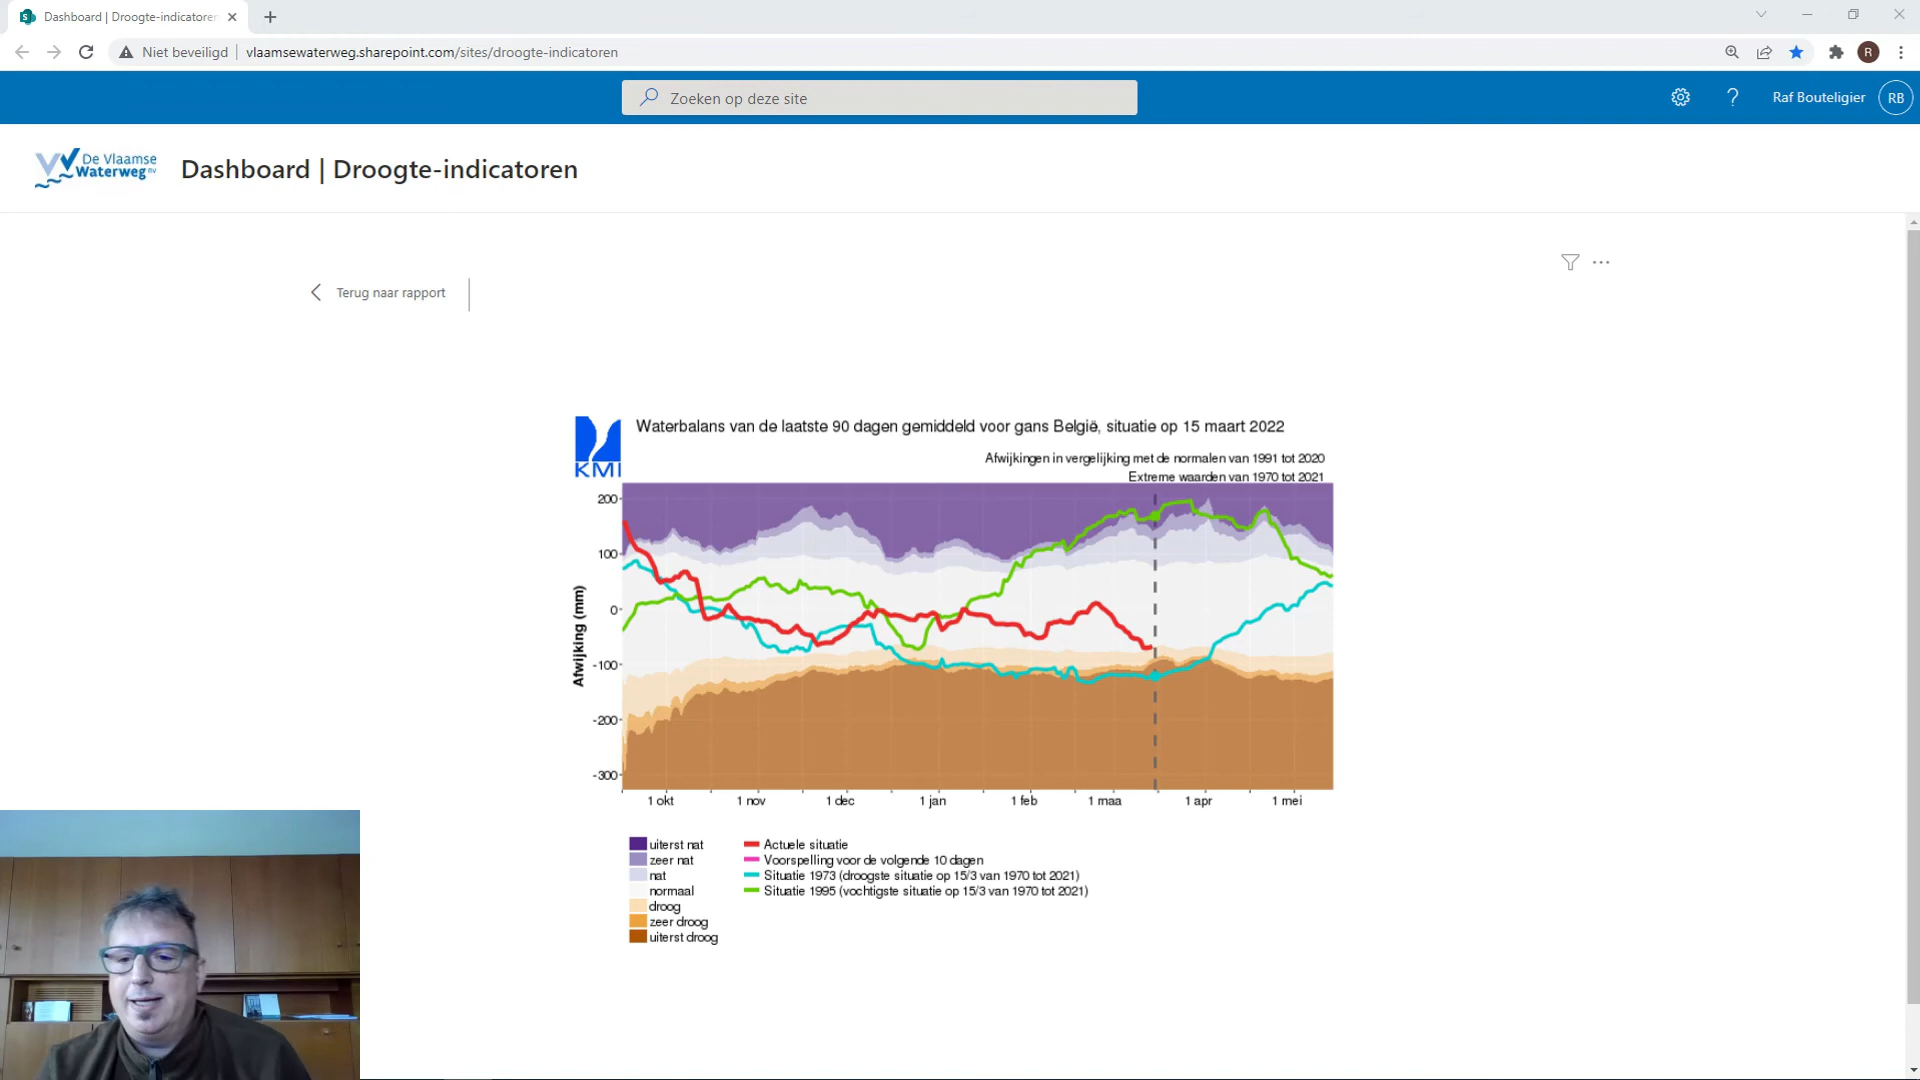 Dashboard | Droogte-indicatoren
Niet beveiligd
vlaamsewaterweg.sharepoint.com/sites/droogte-indicatoren
R
Zoeken op deze site
?
Raf Bouteligier
RB
De Vlaamse
Waterweg nv
Dashboard | Droogte-indicatoren
Terug naar rapport
KMI
Waterbalans van de laatste 90 dagen gemiddeld voor gans België, situatie op 15 maart 2022
Afwijkingen in vergelijking met de normalen van 1991 tot 2020
Extreme waarden van 1970 tot 2021
Afwijking (mm)
200
100
0
-100
-200
-300
1 okt 1 nov 1 dec 1 jan 1 feb 1 maa 1 apr 1 mei
uiterst nat
zeer nat
nat
normaal
droog
zeer droog
uiterst droog
Actuele situatie
Voorspelling voor de volgende 10 dagen
Situatie 1973 (droogste situatie op 15/3 van 1970 tot 2021)
Situatie 1995 (vochtigste situatie op 15/3 van 1970 tot 2021)